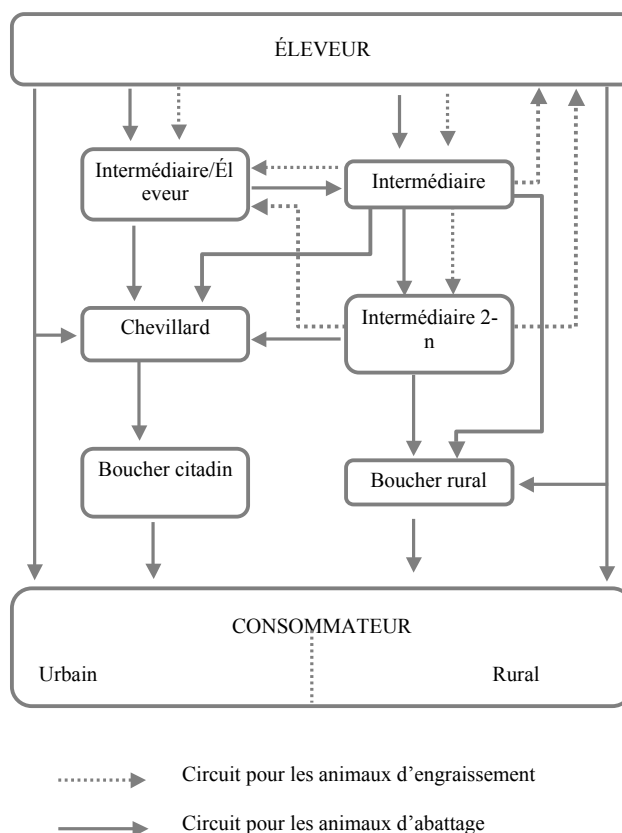 ÉLEVEUR
Intermédiaire/Él
eveur
Intermédiaire
Chevillard
Intermédiaire 2-
n
Boucher citadin
Boucher rural
CONSOMMATEUR
Urbain
Rural
Circuit pour les animaux d’engraissement
Circuit pour les animaux d’abattage